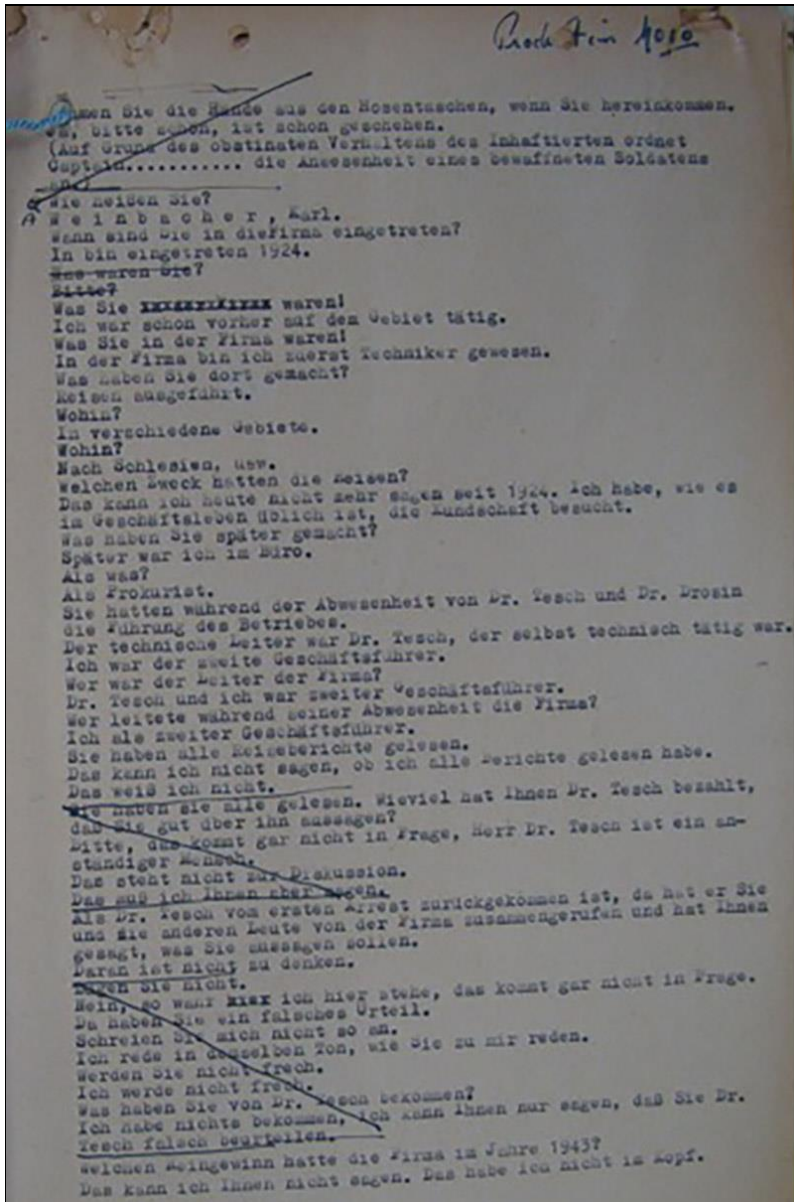 Prock 1010
Nehmen Sie die Hände aus den Hosentaschen, wenn Sie hereinkommen.
Ja, bitte schön, ist schon geschehen.
(Auf Grund des obstinaten Verhaltens des Inhaftierten ordnet
Captain........... die Anwesenheit eines bewaffneten Soldatens
an.)
Wie heißen Sie?
W e i n b a c h e r , Karl.
Wann sind Sie in dieFirma eingetreten?
In bin eingetreten 1924.
Was waren Sie?
Bitte?
Was Sie waren!
Ich war schon vorher auf dem Gebiet tätig.
Was Sie in der Firma waren!
In der Firma bin ich zuerst Techniker gewesen.
Was haben Sie dort gemacht?
Reisen ausgeführt.
Wohin?
In verschiedene Gebiete.
Wohin?
Nach Schlesien, usw.
Welchen Zweck hatten die Reisen?
Das kann ich heute nicht mehr sagen seit 1924. Ich habe, wie es
im Geschäftsleben üblich ist, die Kundschaft besucht.
Was haben Sie später gemacht?
Später war ich im Büro.
Als was?
Als Prokurist.
Sie hatten während der Abwesenheit von Dr. Tesch und Dr. Drosin
die Führung des Betriebes.
Der technische Leiter war Dr. Tesch, der selbst technisch tätig war.
Ich war der zweite Geschäftsführer.
Wer war der Leiter der Firma?
Dr. Tesch und ich war zweiter Geschäftsführer.
Wer leitete während seiner Abwesenheit die Firma?
Ich als zweiter Geschäftsführer.
Sie haben alle Reiseberichte gelesen.
Das kann ich nicht sagen, ob ich alle Berichte gelesen habe.
Das weiß ich nicht.
Sie haben sie alle gelesen. Wieviel hat Ihnen Dr. Tesch bezahlt,
daß Sie gut über ihn aussagen?
Bitte, das kommt gar nicht in Frage, Herr Dr. Tesch ist ein an-
ständiger Mensch.
Das steht nicht zur Diskussion.
Das muß ich Ihnen aber sagen.
Als Dr. Tesch vom ersten Arrest zurückgekommen ist, da hat er Sie
und die anderen Leute von der Firma zusammengerufen und hat Ihnen
gesagt, was Sie aussagen sollen.
Daran ist nicht zu denken.
Lügen Sie nicht.
Nein, so wahr hier ich hier stehe, das kommt gar nicht in Frage.
Da haben Sie ein falsches Urteil.
Schreien Sie mich nicht so an.
Ich rede in demselben Ton, wie Sie zu mir reden.
Werden Sie nicht frech.
Ich werde nicht frech.
Was haben Sie von Dr. Tesch bekommen?
Ich habe nichts bekommen, ich kann Ihnen nur sagen, daß Sie Dr.
Tesch falsch beurteilen.
Welchen Reingewinn hatte die Firma im Jahre 1943?
Das kann ich Ihnen nicht sagen. Das habe ich nicht im Kopf.